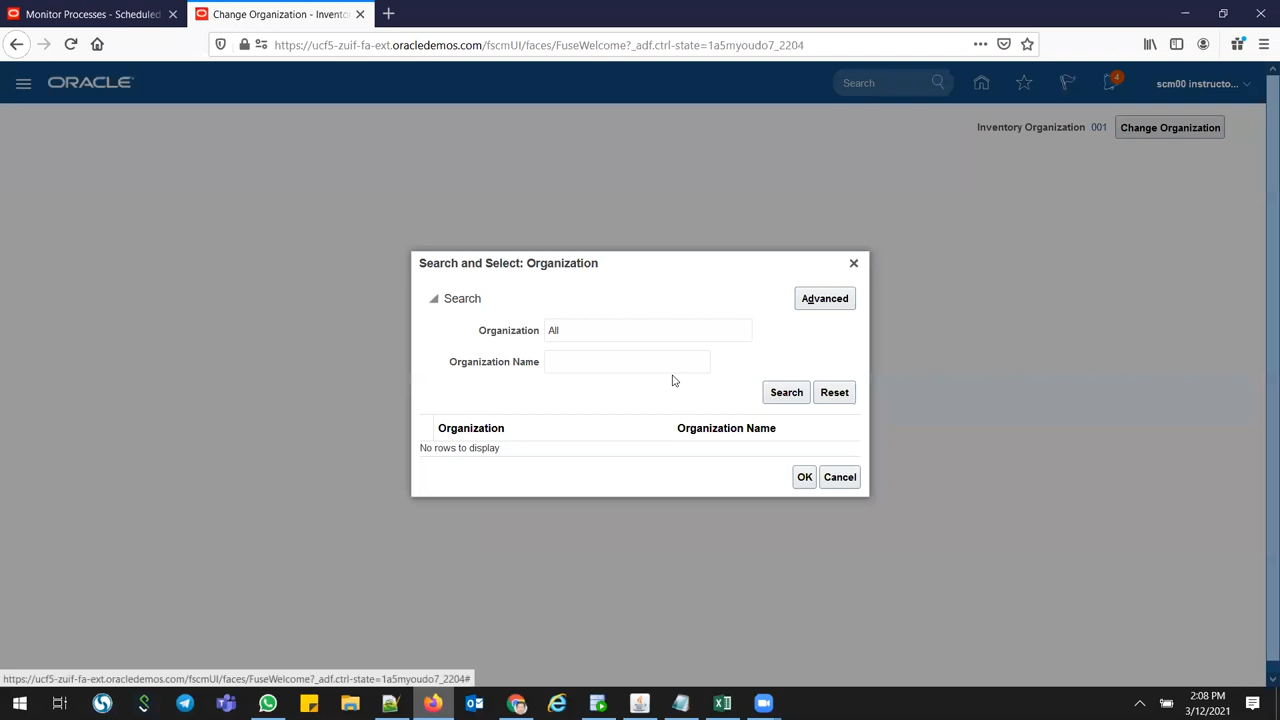 Monitor Processes - Scheduled
Change Organization - Invento
https://ucf5-zuif-fa-ext.oracledemos.com/fscmUI/faces/FuseWelcome?_adf.ctrl-state=1a5myoudo7_2204
ORACLE
Search
4
scm00 instructo...
Inventory Organization 001 Change Organization
Search and Select: Organization
Search
Advanced
Organization All
Organization Name
Search Reset
Organization Organization Name
No rows to display
OK Cancel
https://ucf5-zuif-fa-ext.oracledemos.com/fscmUI/faces/FuseWelcome?_adf.ctrl-state=1a5myoudo7_2204#
2:08 PM
3/12/2021